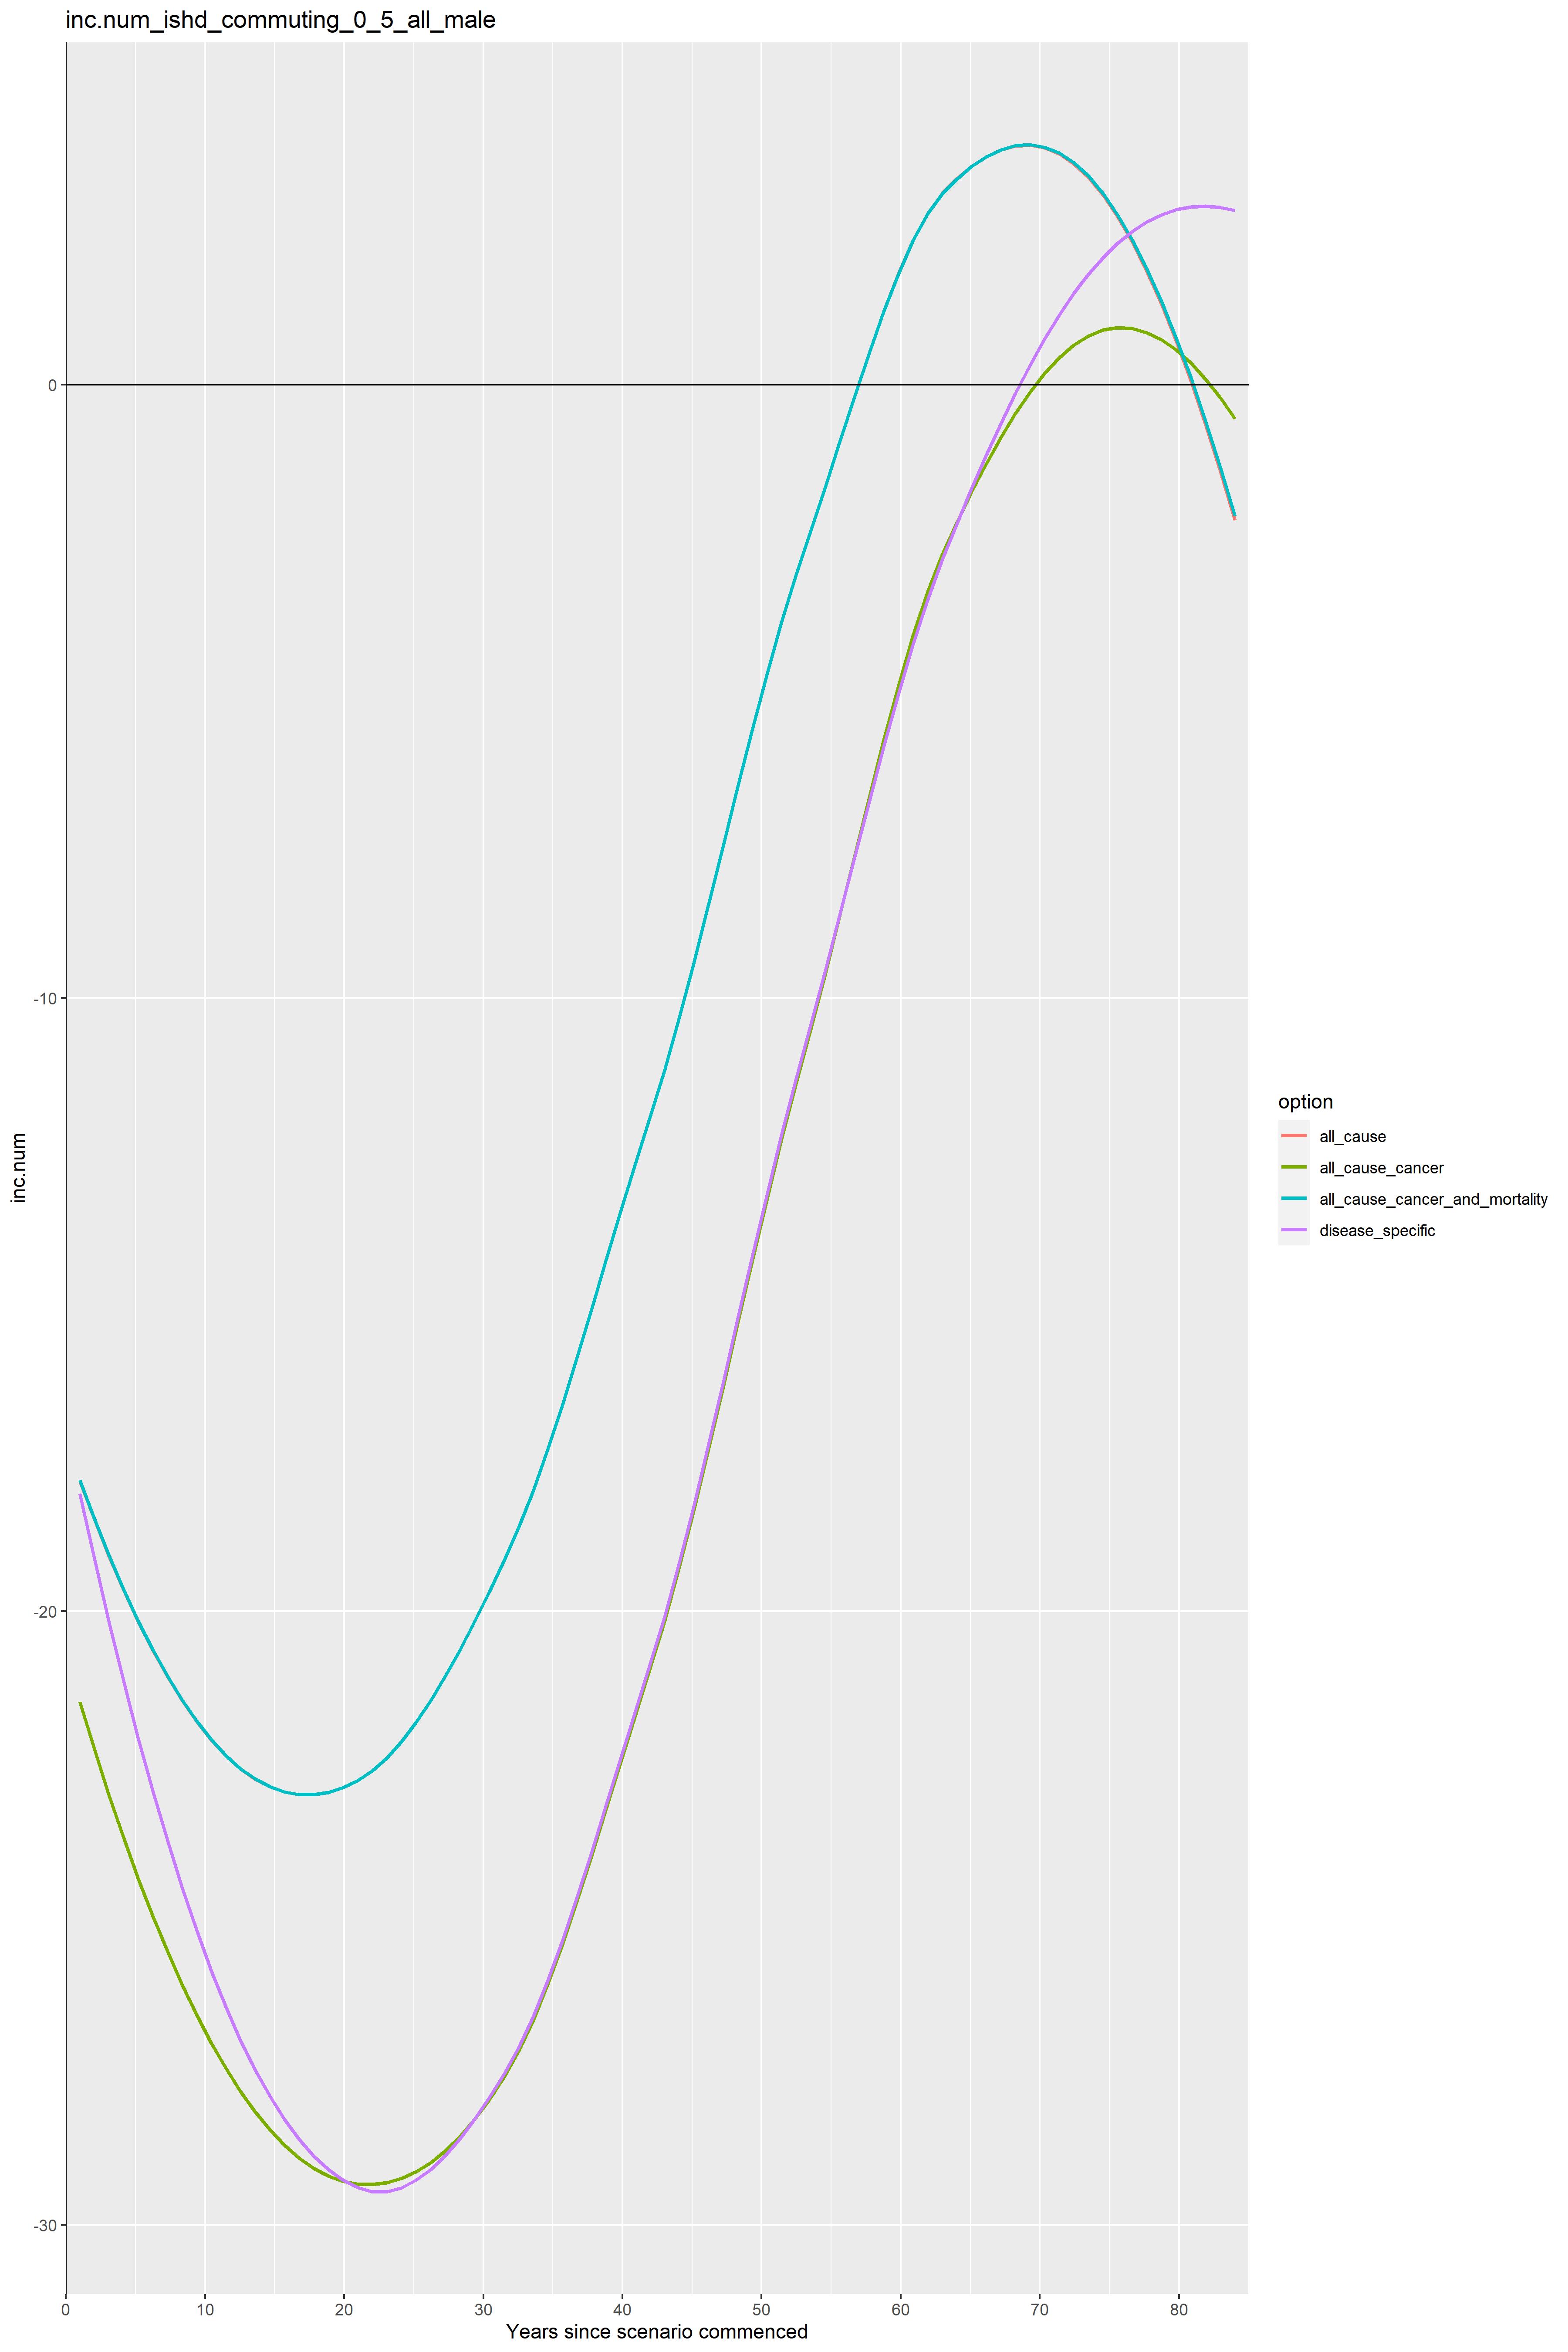 inc.num_ishd_commuting_0_5_all_male
inc.num
0
-10
-20
-30
0 10 20 30 40 50 60 70 80
Years since scenario commenced
option
all_cause
all_cause_cancer
all_cause_cancer_and_mortality
disease_specific